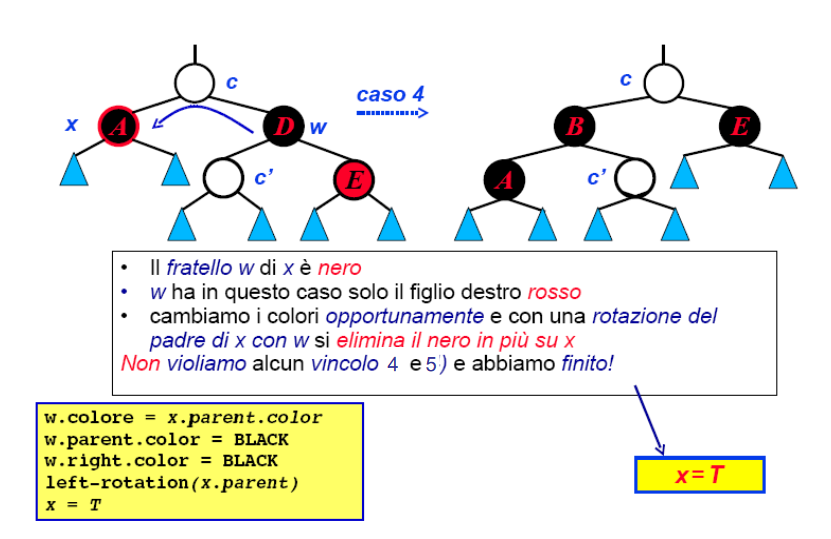 c
caso 4
c
x
A
D
w
B
E
c'
E
A
c'
• Il fratello w di x è nero
• w ha in questo caso solo il figlio destro rosso
• cambiamo i colori opportunamente e con una rotazione del
padre di x con w si elimina il nero in più su x
Non violiamo alcun vincolo 4 e 5') e abbiamo finito!
w.colore = x.parent.color
w.parent.color = BLACK
w.right.color = BLACK
left-rotation(x.parent)
x = T
x= T